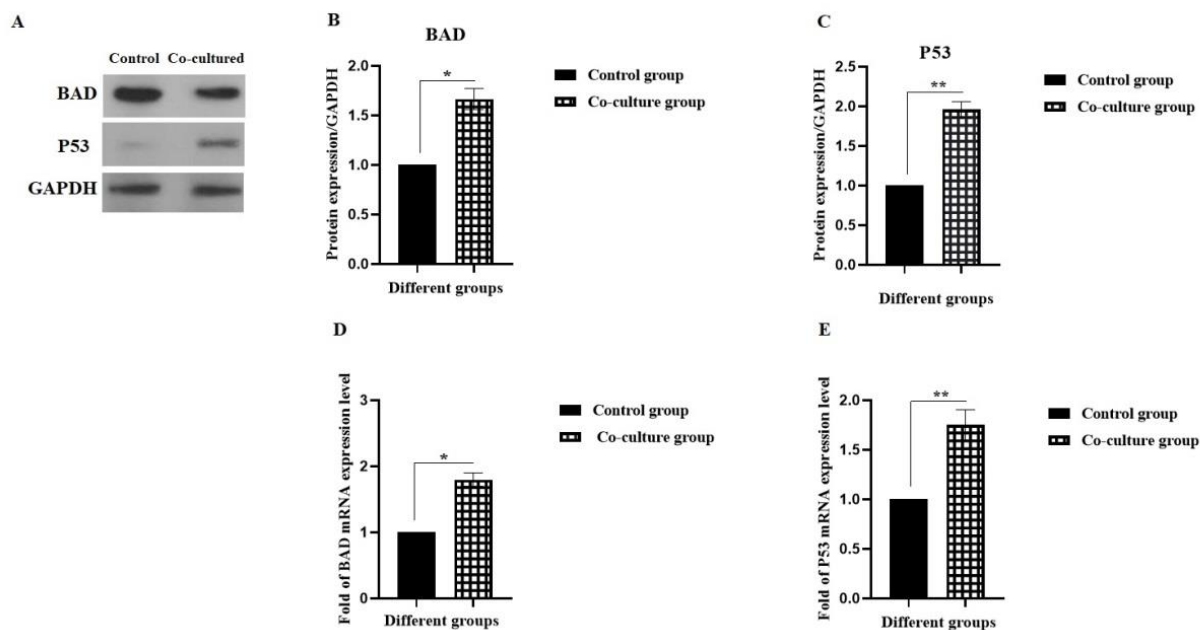 A
Control Co-cultured
BAD
P53
GAPDH
B
BAD
Protein expression/GAPDH
2.0
1.5
1.0
0.5
0.0
*
Different groups
Control group
Co-culture group
C
P53
Protein expression/GAPDH
2.5
2.0
1.5
1.0
0.5
0.0
**
Different groups
Control group
Co-culture group
D
Fold of BAD mRNA expression level
3
2
1
0
*
Different groups
Control group
Co-culture group
E
Fold of P53 mRNA expression level
2.0
1.5
1.0
0.5
0.0
**
Different groups
Control group
Co-culture group